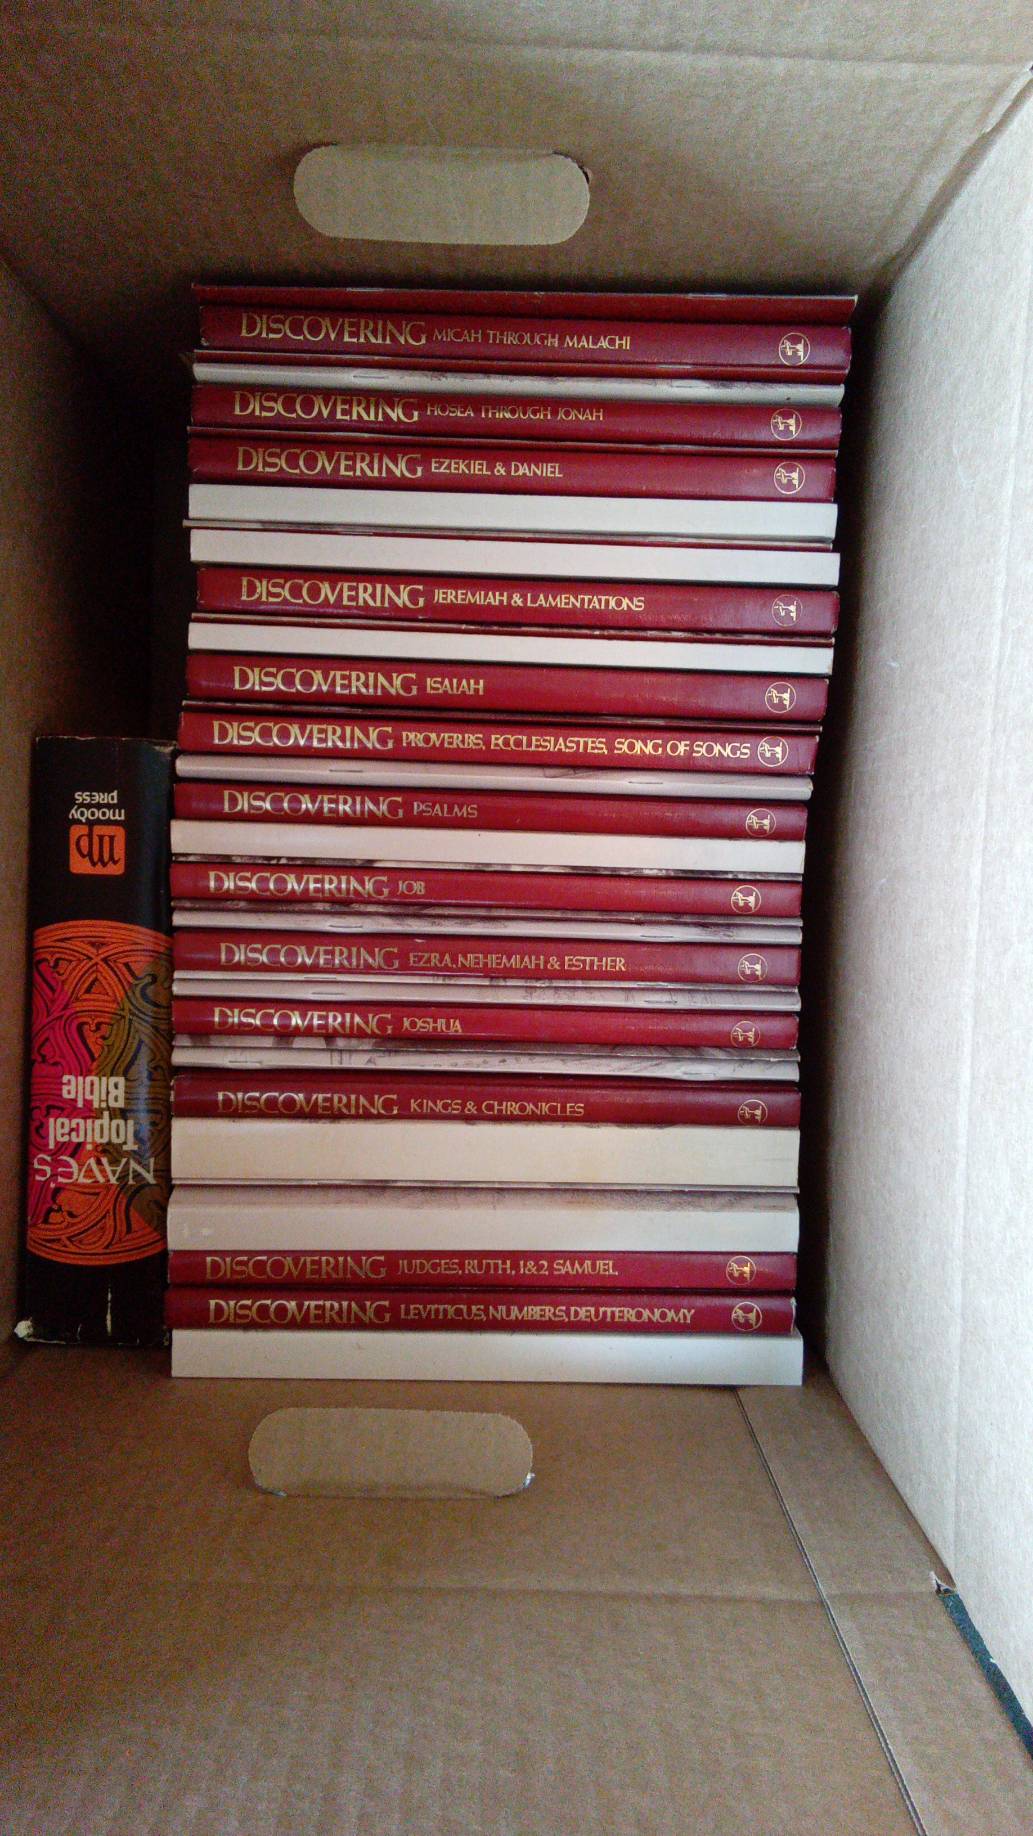 DISCOVERING MICAH THROUGH MALACHI
DISCOVERING HOSEA THROUGH JONAH
DISCOVERING EZEKIEL & DANIEL
DISCOVERING JEREMIAH & LAMENTATIONS
DISCOVERING ISAIAH
DISCOVERING PROVERBS, ECCLESIASTES, SONG OF SONGS
DISCOVERING PSALMS
DISCOVERING JOB
DISCOVERING EZRA, NEHEMIAH & ESTHER
DISCOVERING JOSHUA
DISCOVERING KINGS & CHRONICLES
DISCOVERING JUDGES, RUTH, 1&2 SAMUEL
DISCOVERING LEVITICUS, NUMBERS, DEUTERONOMY
NAVE'S
Topical
Bible
mp
moody
press